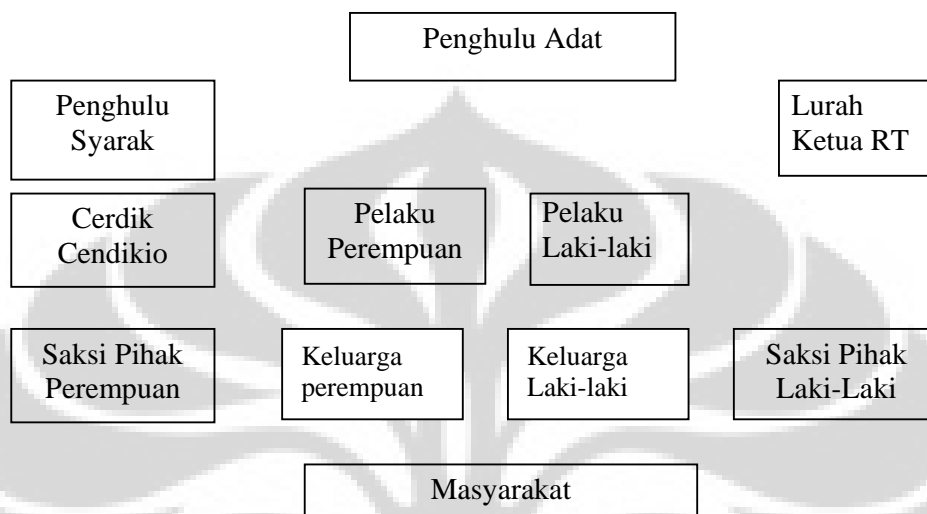 Penghulu Adat
Penghulu
Syarak
Lurah
Ketua RT
Cerdik
Cendikio
Pelaku
Perempuan
Pelaku
Laki-laki
Saksi Pihak
Perempuan
Keluarga
perempuan
Keluarga
Laki-laki
Saksi Pihak
Laki-Laki
Masyarakat